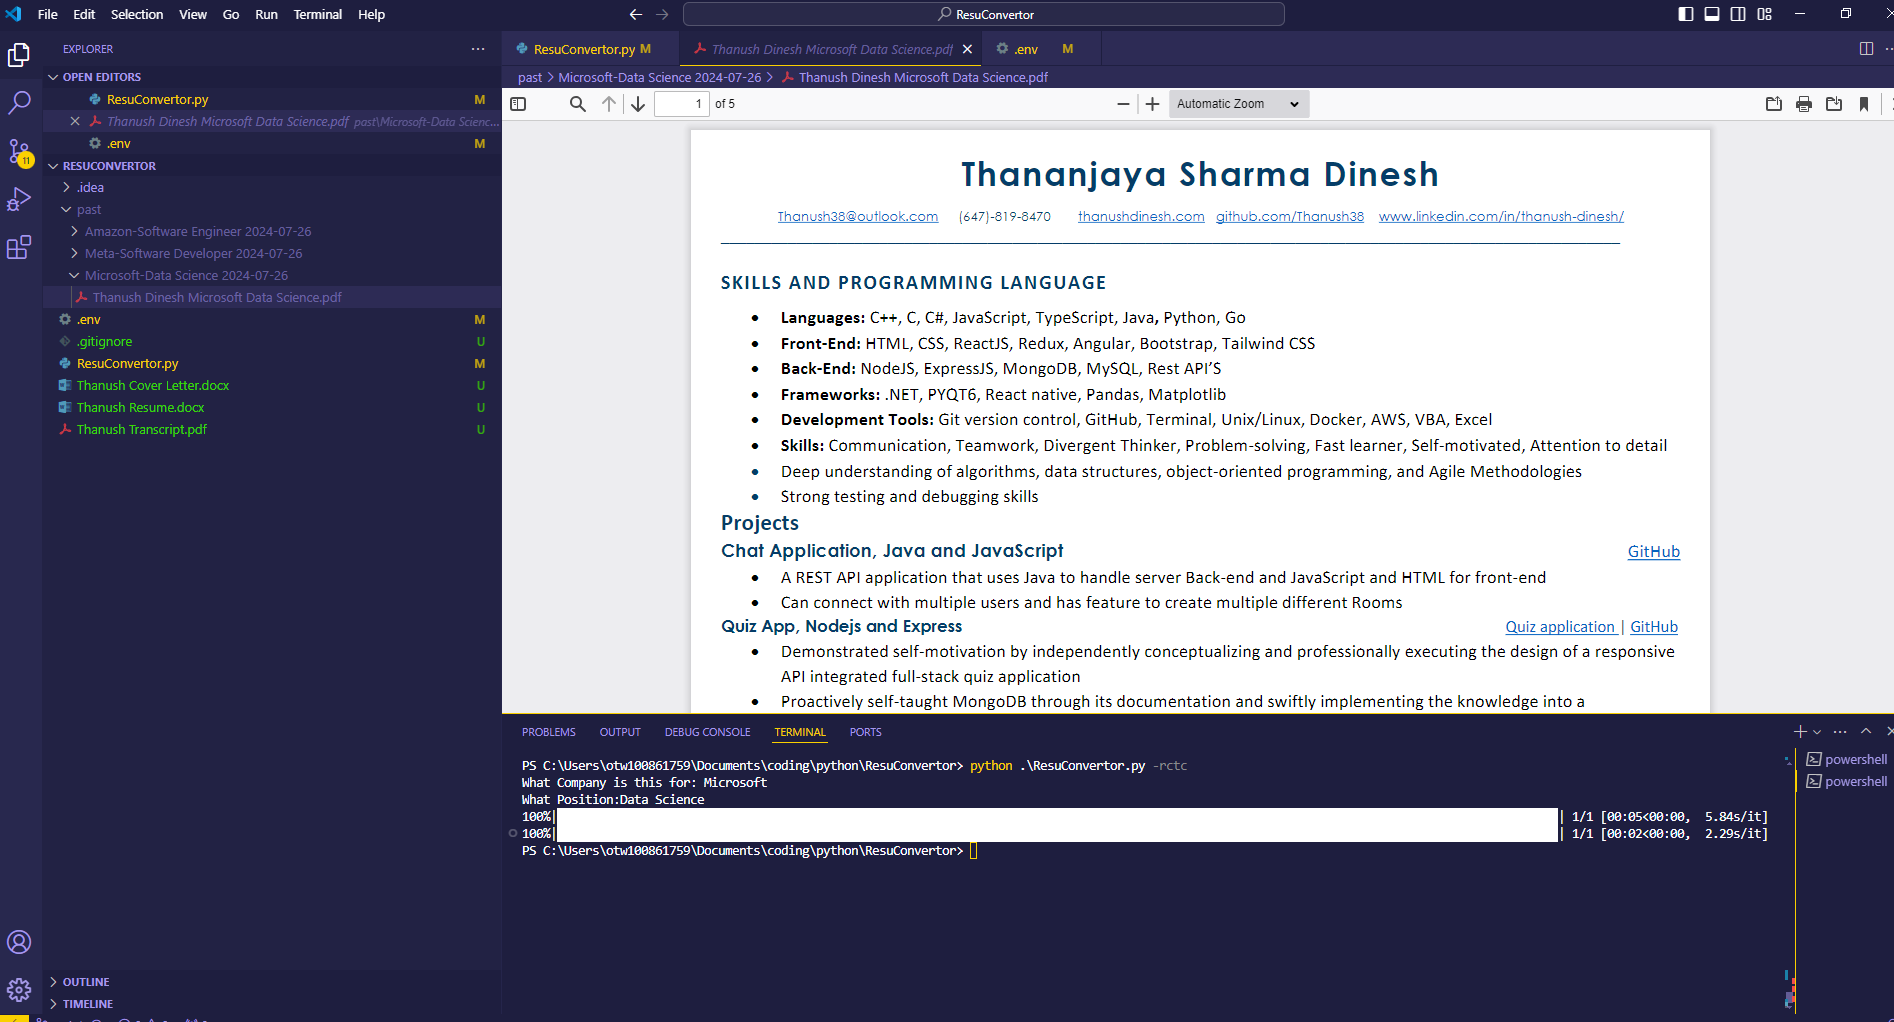 File Edit Selection View Go Run Terminal Help
ResuConvertor
EXPLORER
OPEN EDITORS
ResuConvertor.py M
Thanush Dinesh Microsoft Data Science.pdf past\Microsoft-Data Scienc...
.env M
11
RESUCONVERTOR
.idea
past
Amazon-Software Engineer 2024-07-26
Meta-Software Developer 2024-07-26
Microsoft-Data Science 2024-07-26
Thanush Dinesh Microsoft Data Science.pdf
.env M
.gitignore U
ResuConvertor.py M
Thanush Cover Letter.docx U
Thanush Resume.docx U
Thanush Transcript.pdf U
OUTLINE
TIMELINE
ResuConvertor.py M Thanush Dinesh Microsoft Data Science.pdf .env M
past > Microsoft-Data Science 2024-07-26 > Thanush Dinesh Microsoft Data Science.pdf
1 of 5 Automatic Zoom
Thananjaya Sharma Dinesh
Thanush38@outlook.com (647)-819-8470 thanushdinesh.com github.com/Thanush38 www.linkedin.com/in/thanush-dinesh/
SKILLS AND PROGRAMMING LANGUAGE
• Languages: C++, C, C#, JavaScript, TypeScript, Java, Python, Go
• Front-End: HTML, CSS, ReactJS, Redux, Angular, Bootstrap, Tailwind CSS
• Back-End: NodeJS, ExpressJS, MongoDB, MySQL, Rest API’S
• Frameworks: .NET, PYQT6, React native, Pandas, Matplotlib
• Development Tools: Git version control, GitHub, Terminal, Unix/Linux, Docker, AWS, VBA, Excel
• Skills: Communication, Teamwork, Divergent Thinker, Problem-solving, Fast learner, Self-motivated, Attention to detail
• Deep understanding of algorithms, data structures, object-oriented programming, and Agile Methodologies
• Strong testing and debugging skills
Projects
Chat Application, Java and JavaScript GitHub
• A REST API application that uses Java to handle server Back-end and JavaScript and HTML for front-end
• Can connect with multiple users and has feature to create multiple different Rooms
Quiz App, Nodejs and Express Quiz application | GitHub
• Demonstrated self-motivation by independently conceptualizing and professionally executing the design of a responsive
API integrated full-stack quiz application
• Proactively self-taught MongoDB through its documentation and swiftly implementing the knowledge into a
PROBLEMS OUTPUT DEBUG CONSOLE TERMINAL PORTS
PS C:\Users\otw100861759\Documents\coding\python\ResuConvertor> python .\ResuConvertor.py -rctc
What Company is this for: Microsoft
What Position:Data Science
100%| | 1/1 [00:05<00:00, 5.84s/it]
100%| | 1/1 [00:02<00:00, 2.29s/it]
PS C:\Users\otw100861759\Documents\coding\python\ResuConvertor>
powershell
powershell